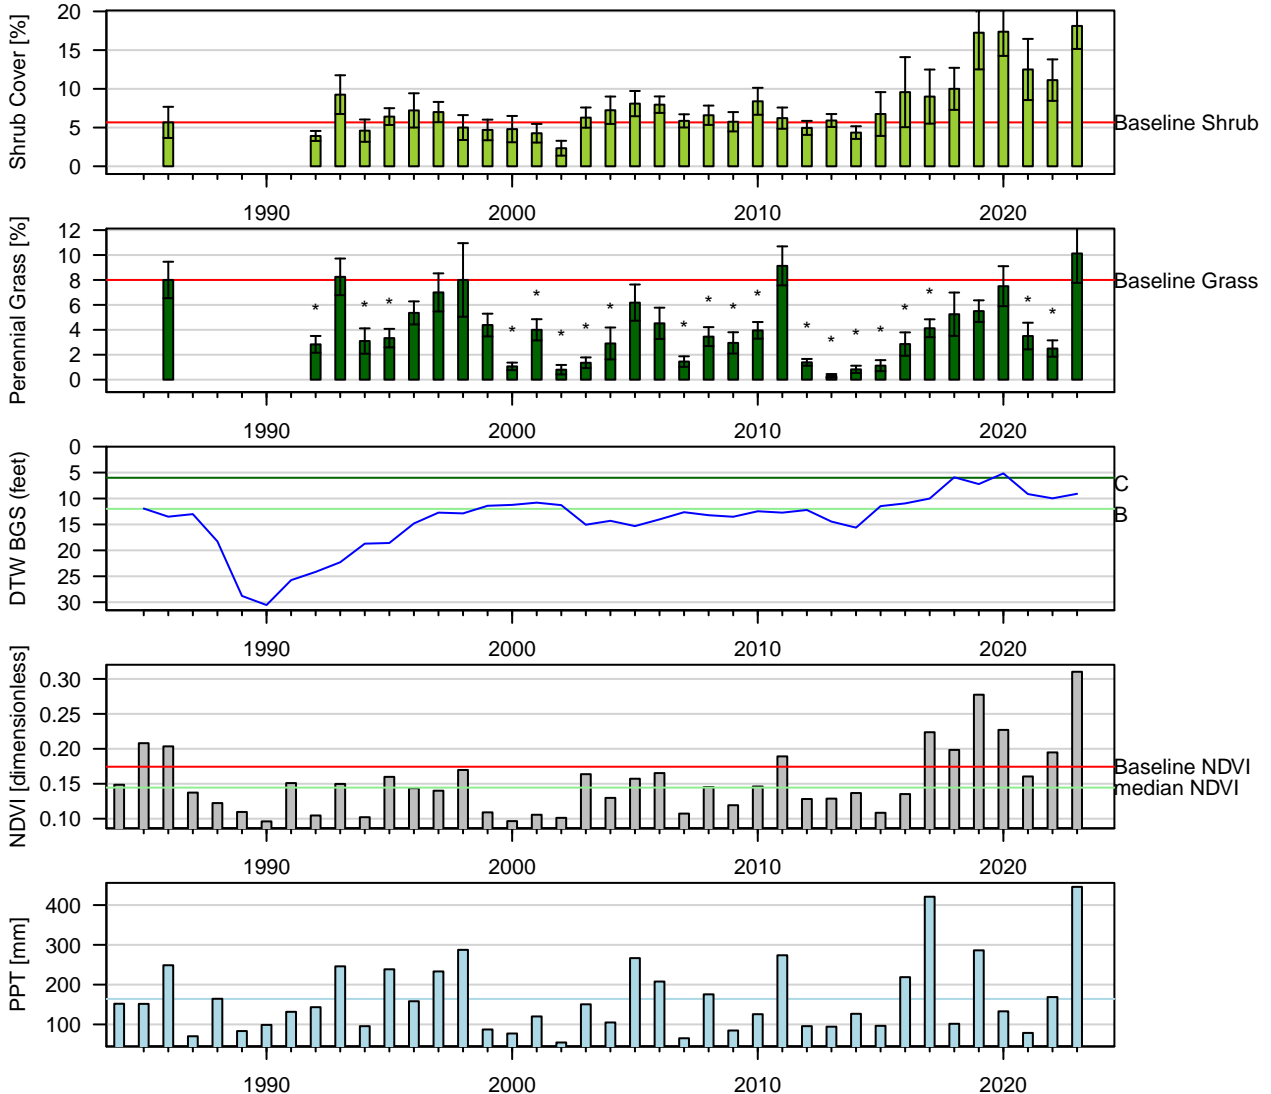 Shrub Cover [%]
20
15
10
5
0
Baseline Shrub
1990 2000 2010 2020
Perennial Grass [%]
12
10
8
6
4
2
0
Baseline Grass
* * * * * * * * * * * * * * * * * * * *
1990 2000 2010 2020
DTW BGS (feet)
0
5
10
15
20
25
30
C
B
1990 2000 2010 2020
NDVI [dimensionless]
0.30
0.25
0.20
0.15
0.10
Baseline NDVI
median NDVI
1990 2000 2010 2020
PPT [mm]
400
300
200
100
1990 2000 2010 2020